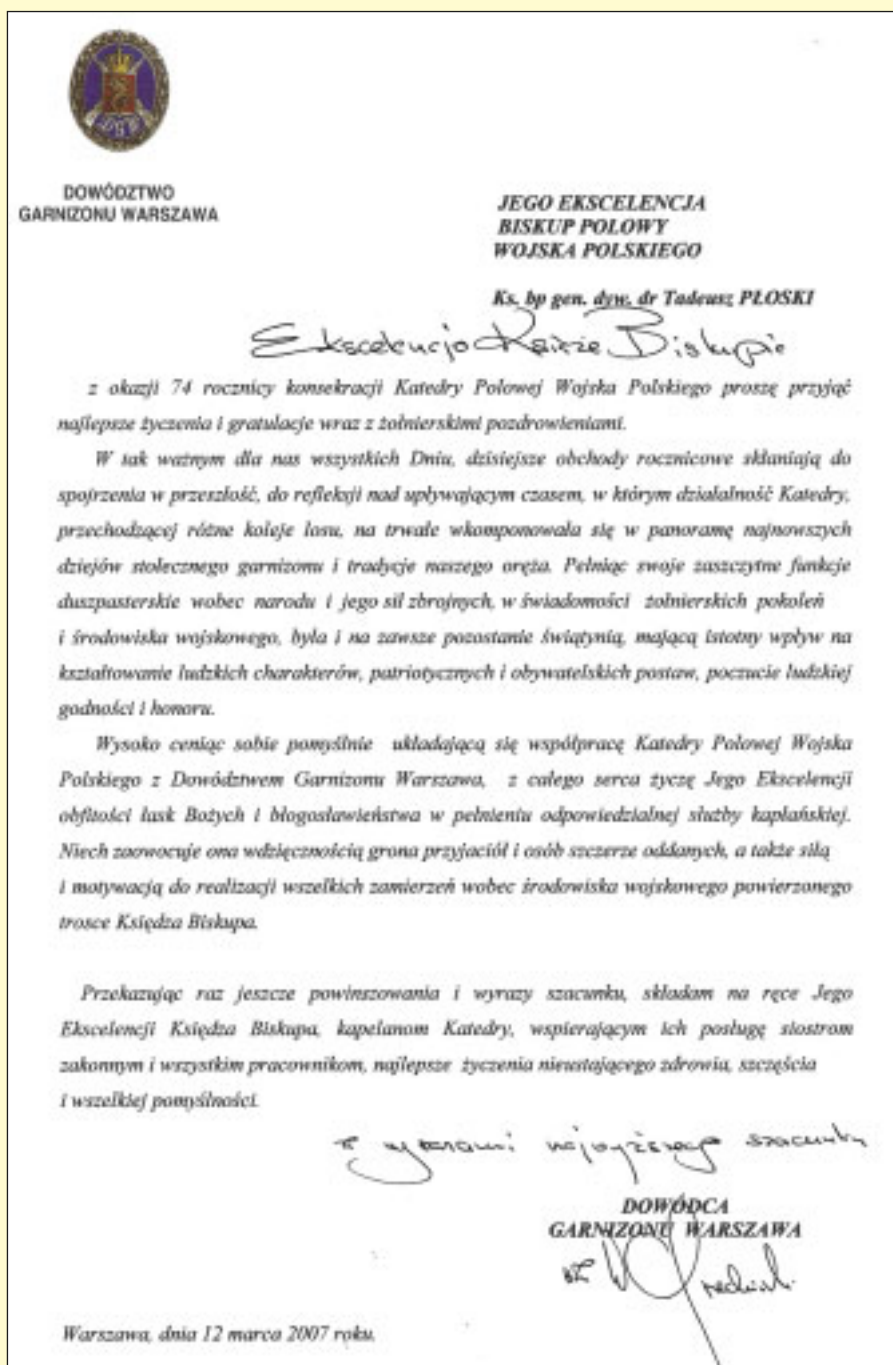 DOWÓDZTWO
GARNIZONU WARSZAWA
JEGO EKSCELENCJA
BISKUP POLOWY
WOJSKA POLSKIEGO
Ks. bp gen. dyw. dr Tadeusz PŁOSKI
Ekscelencjo Księże Biskupie
z okazji 74 rocznicy konsekracji Katedry Polowej Wojska Polskiego proszę przyjąć
najlepsze życzenia i gratulacje wraz z żołnierskimi pozdrowieniami.
W tak ważnym dla nas wszystkich Dniu, dzisiejsze obchody rocznicowe skłaniają do
spojrzenia w przeszłość, do refleksji nad upływającym czasem, w którym działalność Katedry,
przechodzącej różne koleje losu, na trwałe wkomponowała się w panoramę najnowszych
dziejów stołecznego garnizonu i tradycje naszego oręża. Pełniąc swoje zaszczytne funkcje
duszpasterskie wobec narodu i jego sił zbrojnych, w świadomości żołnierskich pokoleń
i środowiska wojskowego, była i na zawsze pozostanie świątynią, mającą istotny wpływ na
kształtowanie ludzkich charakterów, patriotycznych i obywatelskich postaw, poczucie ludzkiej
godności i honoru.
Wysoko ceniąc sobie pomyślnie układającą się współpracę Katedry Polowej Wojska
Polskiego z Dowództwem Garnizonu Warszawa, z całego serca życzę Jego Ekscelencji
obfitości łask Bożych i błogosławieństwa w pełnieniu odpowiedzialnej służby kapłańskiej.
Niech zaowocuje ona wdzięcznością grona przyjaciół i osób szczerze oddanych, a także siłą
i motywacją do realizacji wszelkich zamierzeń wobec środowiska wojskowego powierzonego
trosce Księdza Biskupa.
Przekazując raz jeszcze powinszowania i wyrazy szacunku, składam na ręce Jego
Ekscelencji Księdza Biskupa, kapelanom Katedry, wspierającym ich posługę siostrom
zakonnym i wszystkim pracownikom, najlepsze życzenia nieustającego zdrowia, szczęścia
i wszelkiej pomyślności.
z wyrazami najwyższego szacunku
DOWÓDCA
GARNIZONU WARSZAWA
Warszawa, dnia 12 marca 2007 roku.